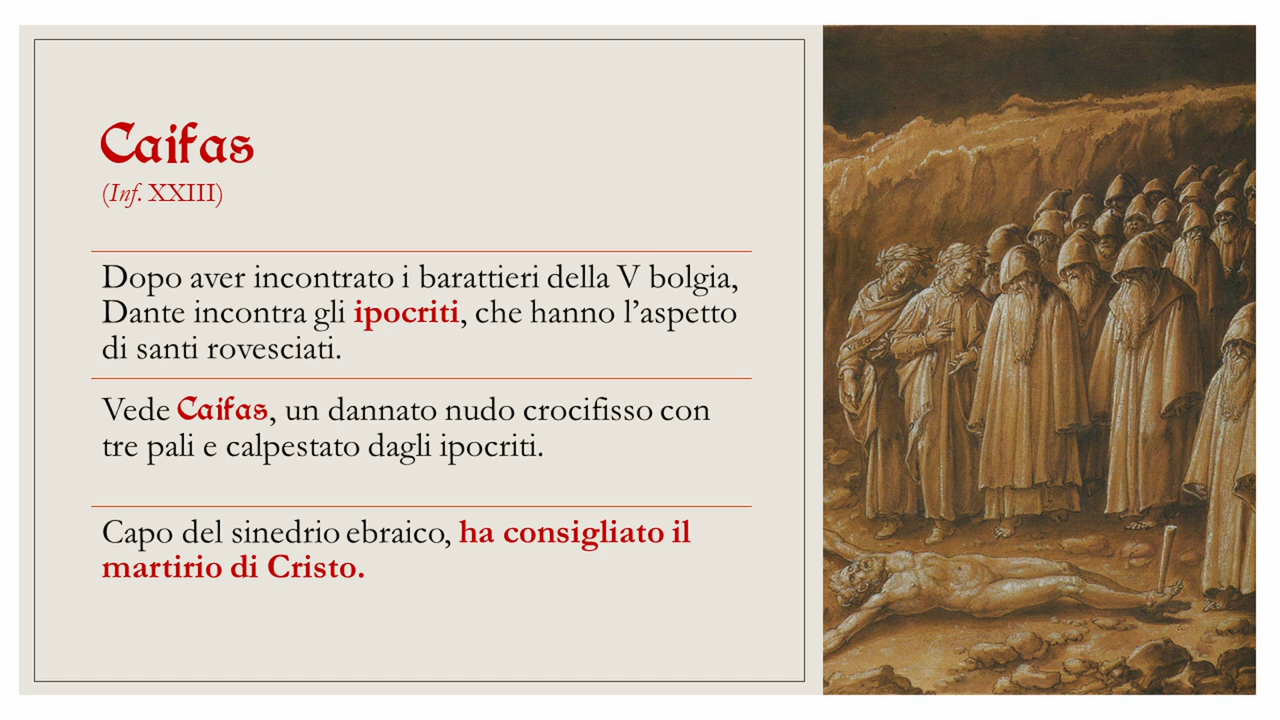 Caifas
(Inf. XXIII)
Dopo aver incontrato i barattieri della V bolgia,
Dante incontra gli ipocriti, che hanno l’aspetto
di santi rovesciati.
Vede Caifas, un dannato nudo crocifisso con
tre pali e calpestato dagli ipocriti.
Capo del sinedrio ebraico, ha consigliato il
martirio di Cristo.
VIRG